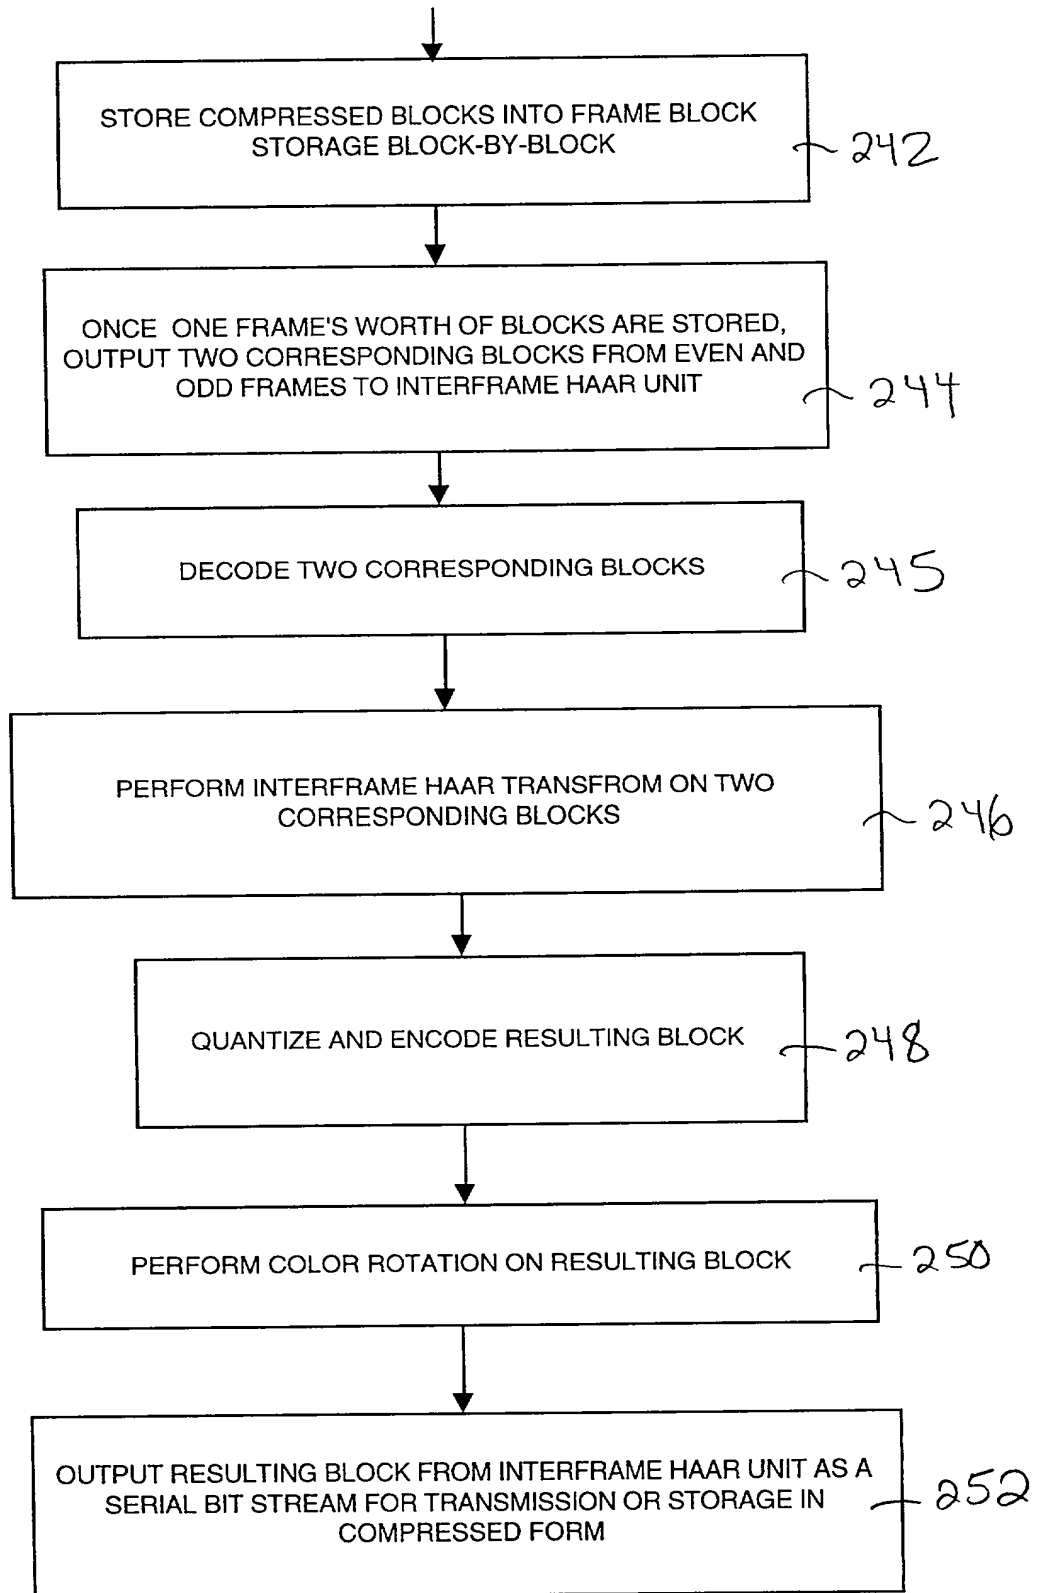 STORE COMPRESSED BLOCKS INTO FRAME BLOCK
STORAGE BLOCK-BY-BLOCK
242
ONCE ONE FRAME'S WORTH OF BLOCKS ARE STORED,
OUTPUT TWO CORRESPONDING BLOCKS FROM EVEN AND
ODD FRAMES TO INTERFRAME HAAR UNIT
244
DECODE TWO CORRESPONDING BLOCKS
245
PERFORM INTERFRAME HAAR TRANSFROM ON TWO
CORRESPONDING BLOCKS
246
QUANTIZE AND ENCODE RESULTING BLOCK
248
PERFORM COLOR ROTATION ON RESULTING BLOCK
250
OUTPUT RESULTING BLOCK FROM INTERFRAME HAAR UNIT AS A
SERIAL BIT STREAM FOR TRANSMISSION OR STORAGE IN
COMPRESSED FORM
252